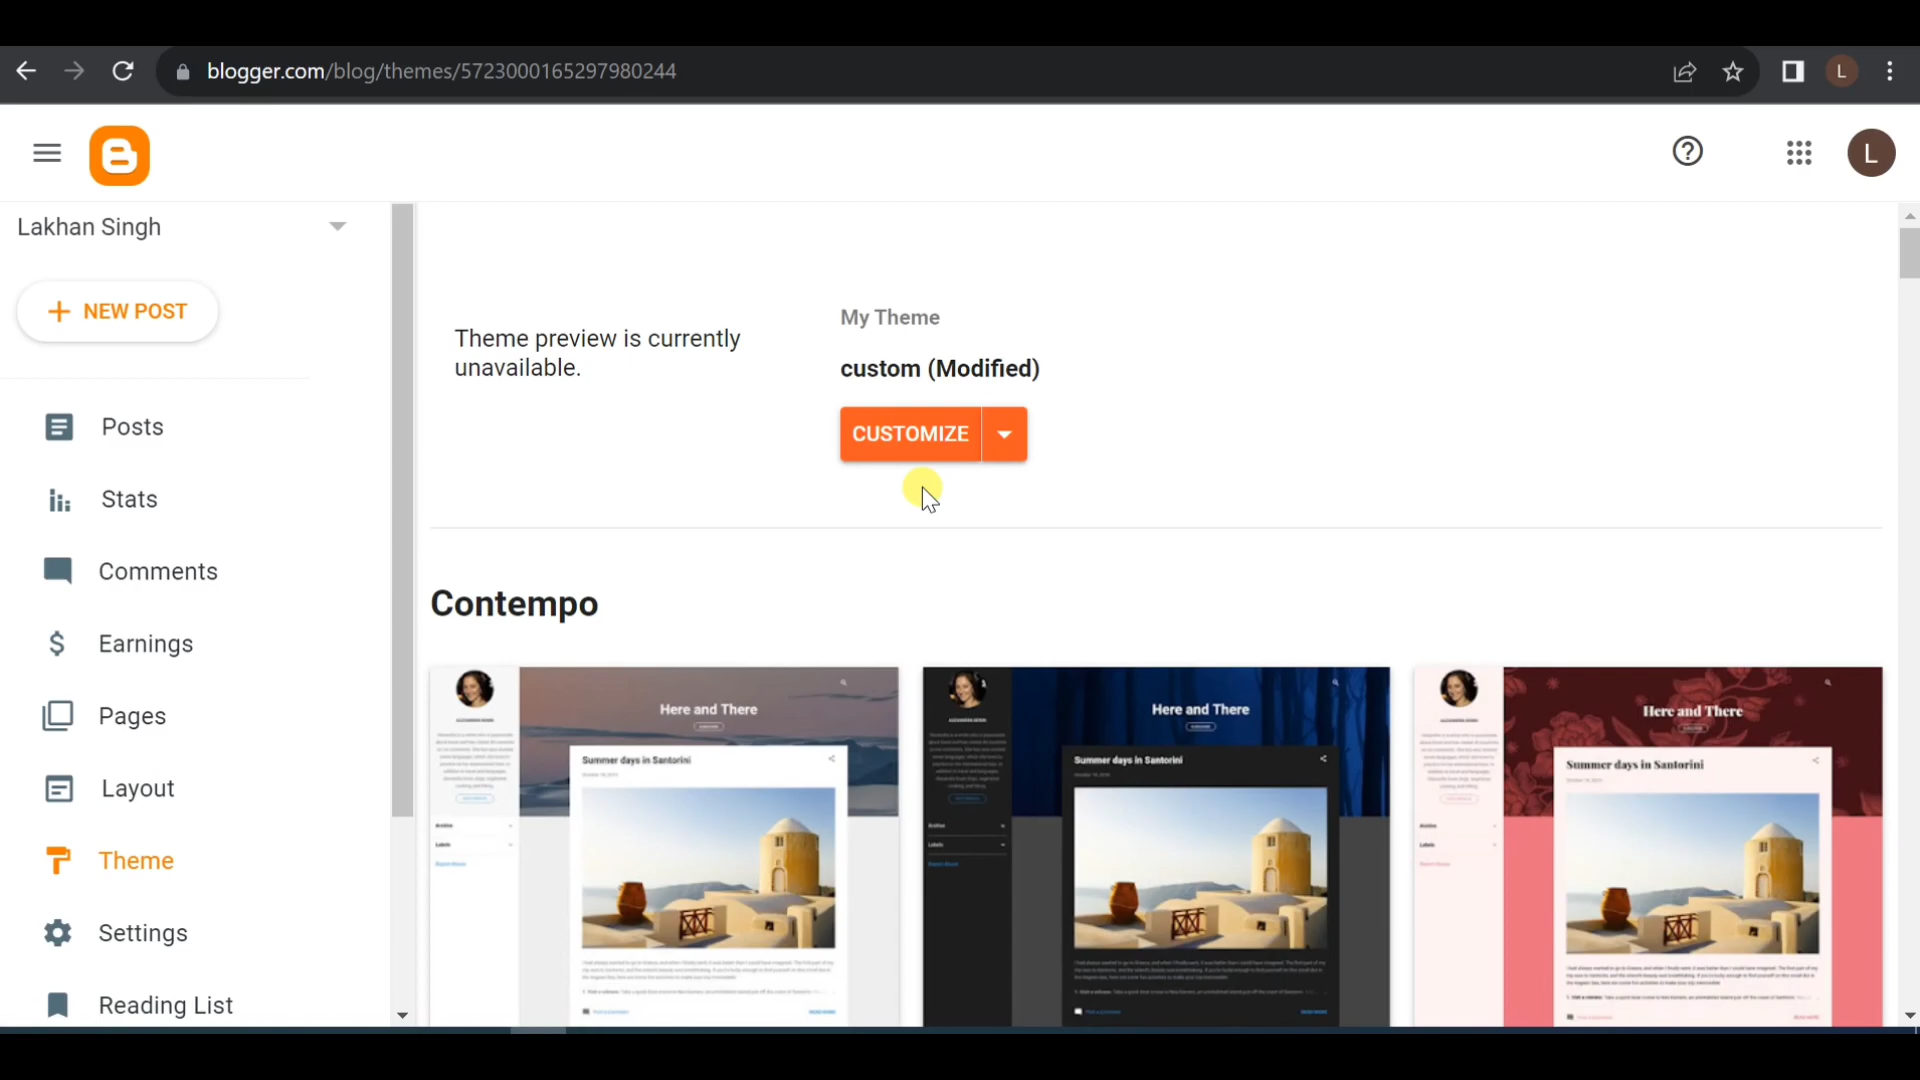 blogger.com/blog/themes/5723000165297980244
L
L
Lakhan Singh
NEW POST
Posts
Stats
Comments
Earnings
Pages
Layout
Theme
Settings
Reading List
Theme preview is currently
unavailable.
My Theme
custom (Modified)
CUSTOMIZE
Contempo
Here and There
Summer days in Santorini
Here and There
Summer days in Santorini
Here and There
Summer days in Santorini